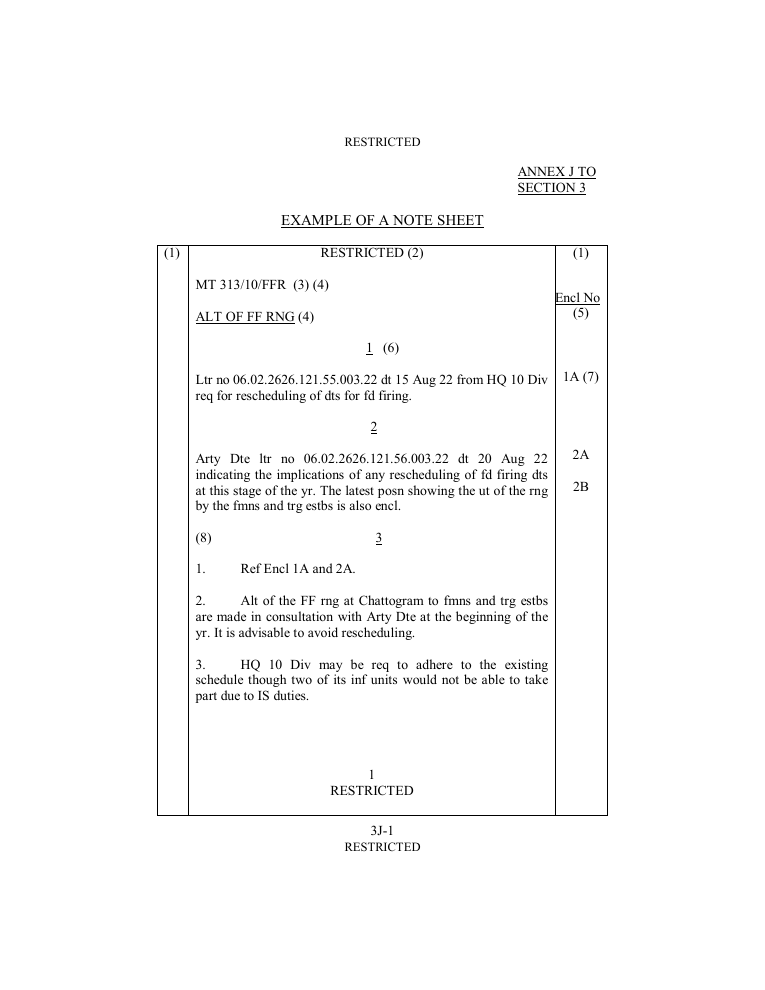 RESTRICTED
ANNEX J TO
SECTION 3
EXAMPLE OF A NOTE SHEET
(1) RESTRICTED (2) (1)
MT 313/10/FFR (3) (4)
Encl No
(5)
ALT OF FF RNG (4)
1 (6)
Ltr no 06.02.2626.121.55.003.22 dt 15 Aug 22 from HQ 10 Div 1A (7)
req for rescheduling of dts for fd firing.
2
Arty Dte ltr no 06.02.2626.121.56.003.22 dt 20 Aug 22 2A
indicating the implications of any rescheduling of fd firing dts
at this stage of the yr. The latest posn showing the ut of the rng 2B
by the fmns and trg estbs is also encl.
(8) 3
1. Ref Encl 1A and 2A.
2. Alt of the FF rng at Chattogram to fmns and trg estbs
are made in consultation with Arty Dte at the beginning of the
yr. It is advisable to avoid rescheduling.
3. HQ 10 Div may be req to adhere to the existing
schedule though two of its inf units would not be able to take
part due to IS duties.
1
RESTRICTED
3J-1
RESTRICTED